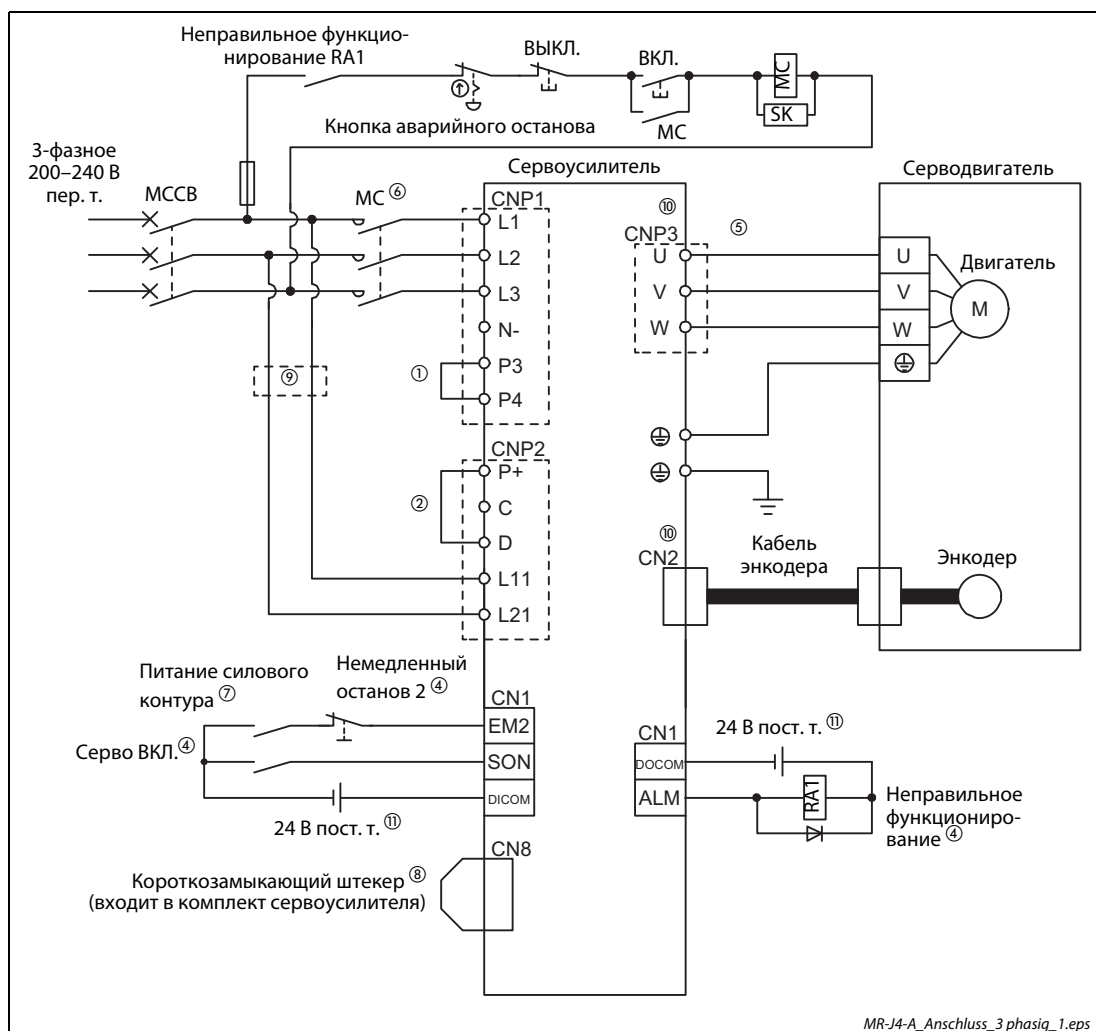 Неправильное функцио-
нирование RA1
ВЫКЛ.
ВКЛ.
MC
SK
Кнопка аварийного останова
MC
3-фазное
200–240 В
пер. т.
MCCB
MC ⑥
Сервоусилитель
Серводвигатель
CNP1
L1
L2
L3
N-
P3
P4
①
⑩
CNP3
U
V
W
⑤
U
V
W
Двигатель
M
⑨
CNP2
P+
C
D
L11
L21
②
⑩
CN2
Кабель
энкодера
Энкодер
Питание силового
контура ⑦
Немедленный
останов 2 ④
Серво ВКЛ.④
CN1
EM2
SON
DICOM
24 В пост. т. ⑪
CN1
DOCOM
ALM
24 В пост. т. ⑪
RA1
Неправильное
функциониро-
вание ④
CN8
Короткозамыкающий штекер ⑧
(входит в комплект сервоусилителя)
MR-J4-A_Anschluss_3 phasig_1.eps